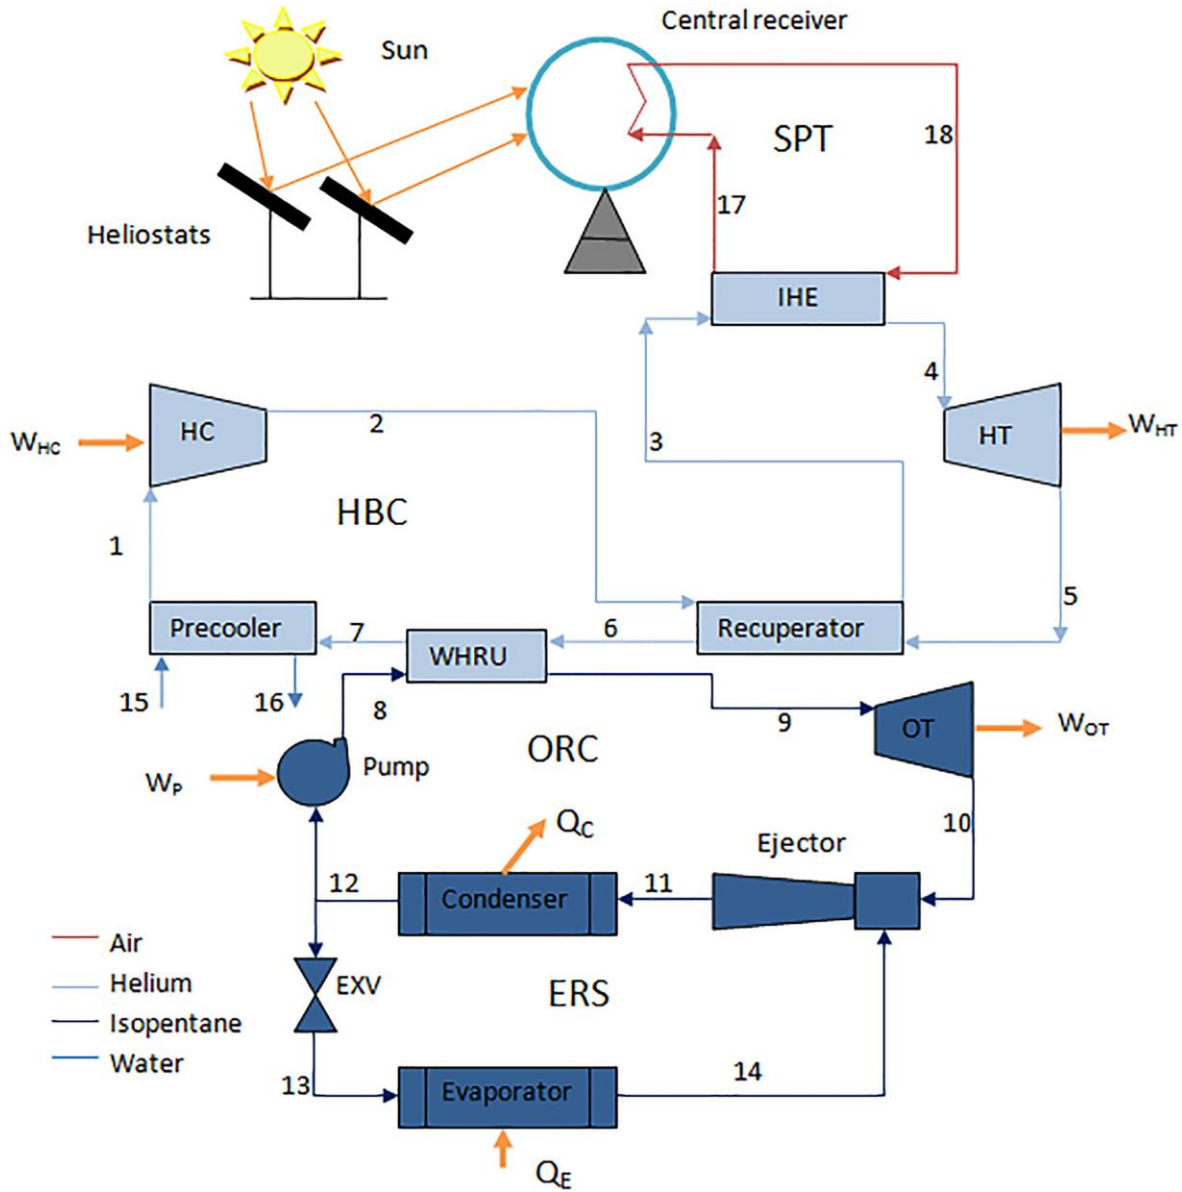 Central receiver
Sun
SPT
18
17
Heliostats
IHE
4
HC
2
W_HC
3
HT
W_HT
HBC
1
5
Precooler
7
6
Recuperator
WHRU
15
16
8
9
OT
W_OT
ORC
Pump
W_P
10
Q_C
Ejector
12
Condenser
11
Air
Helium
Isopentane
Water
EXV
ERS
13
Evaporator
14
Q_E